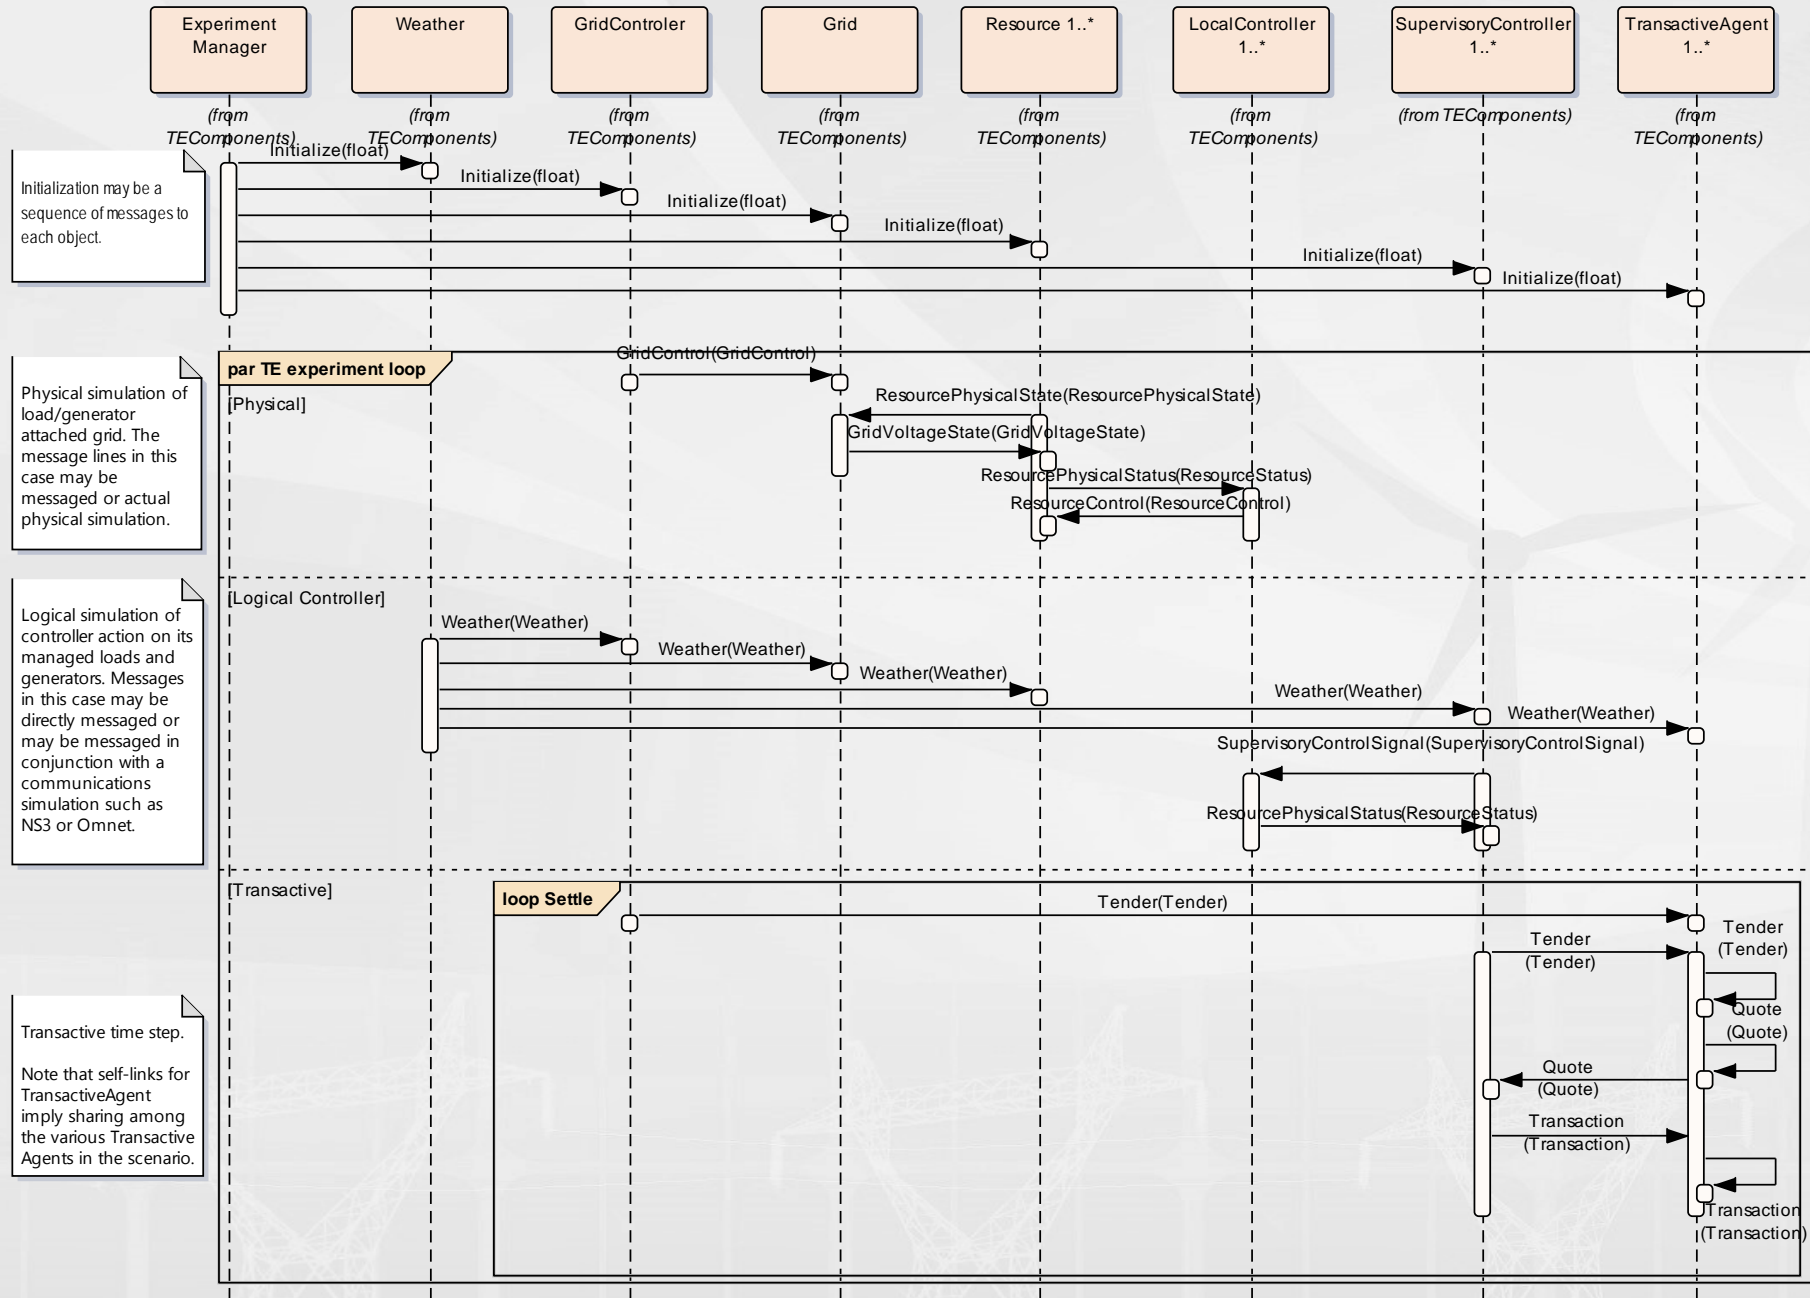 Experiment
Manager
Weather
GridControler
Grid
Resource 1..*
LocalController
1..*
SupervisoryController
1..*
TransactiveAgent
1..*
(from
TEComponents)
(from
TEComponents)
(from
TEComponents)
(from
TEComponents)
(from
TEComponents)
(from
TEComponents)
(from TEComponents)
(from
TEComponents)
Initialize(float)
Initialize(float)
Initialize(float)
Initialize(float)
Initialize(float)
Initialize(float)
Initialization may be a
sequence of messages to
each object.
par TE experiment loop
[Physical]
GridControl(GridControl)
ResourcePhysicalState(ResourcePhysicalState)
GridVoltageState(GridVoltageState)
ResourcePhysicalStatus(ResourceStatus)
ResourceControl(ResourceControl)
Physical simulation of
load/generator
attached grid. The
message lines in this
case may be
messaged or actual
physical simulation.
[Logical Controller]
Weather(Weather)
Weather(Weather)
Weather(Weather)
Weather(Weather)
Weather(Weather)
SupervisoryControlSignal(SupervisoryControlSignal)
ResourcePhysicalStatus(ResourceStatus)
Logical simulation of
controller action on its
managed loads and
generators. Messages
in this case may be
directly messaged or
may be messaged in
conjunction with a
communications
simulation such as
NS3 or Omnet.
[Transactive]
loop Settle
Tender(Tender)
Tender
(Tender)
Tender
(Tender)
Quote
(Quote)
Quote
(Quote)
Transaction
(Transaction)
Transaction
(Transaction)
Transactive time step.
Note that self-links for
TransactiveAgent
imply sharing among
the various Transactive
Agents in the scenario.